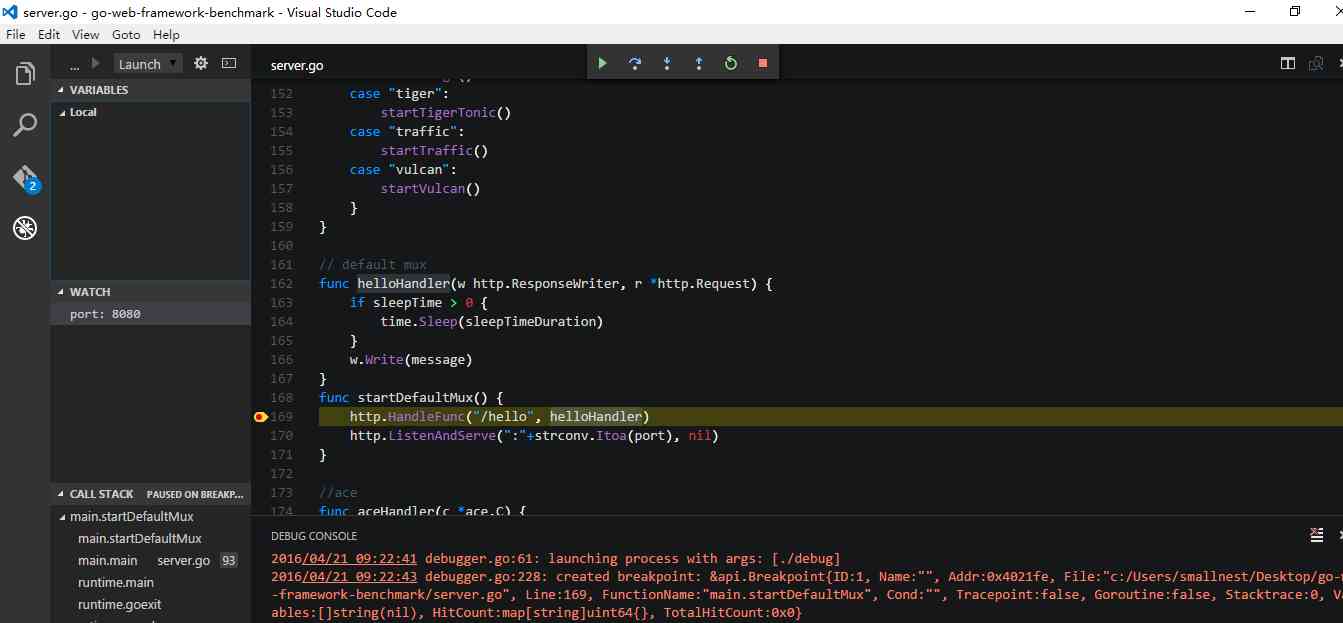 server.go - go-web-framework-benchmark - Visual Studio Code
File Edit View Goto Help
... Launch
server.go
VARIABLES
Local
WATCH
port: 8080
CALL STACK PAUSED ON BREAKP...
main.startDefaultMux
main.startDefaultMux
main.main server.go 93
runtime.main
runtime.goexit
2
152 case "tiger":
153 startTigerTonic()
154 case "traffic":
155 startTraffic()
156 case "vulcan":
157 startVulcan()
158 }
159 }
160
161 // default mux
162 func helloHandler(w http.ResponseWriter, r *http.Request) {
163 if sleepTime > 0 {
164 time.Sleep(sleepTimeDuration)
165 }
166 w.Write(message)
167 }
168 func startDefaultMux() {
169 http.HandleFunc("/hello", helloHandler)
170 http.ListenAndServe(":"+strconv.Itoa(port), nil)
171 }
172
173 //ace
174 func aceHandler(c *ace.C) {
DEBUG CONSOLE
2016/04/21 09:22:41 debugger.go:61: launching process with args: [./debug]
2016/04/21 09:22:43 debugger.go:228: created breakpoint: &api.Breakpoint{ID:1, Name:"", Addr:0x4021fe, File:"c:/Users/smallnest/Desktop/go-
-framework-benchmark/server.go", Line:169, FunctionName:"main.startDefaultMux", Cond:"", Tracepoint:false, Goroutine:false, Stacktrace:0,
ables:[]string(nil), HitCount:map[string]uint64{}, TotalHitCount:0x0}